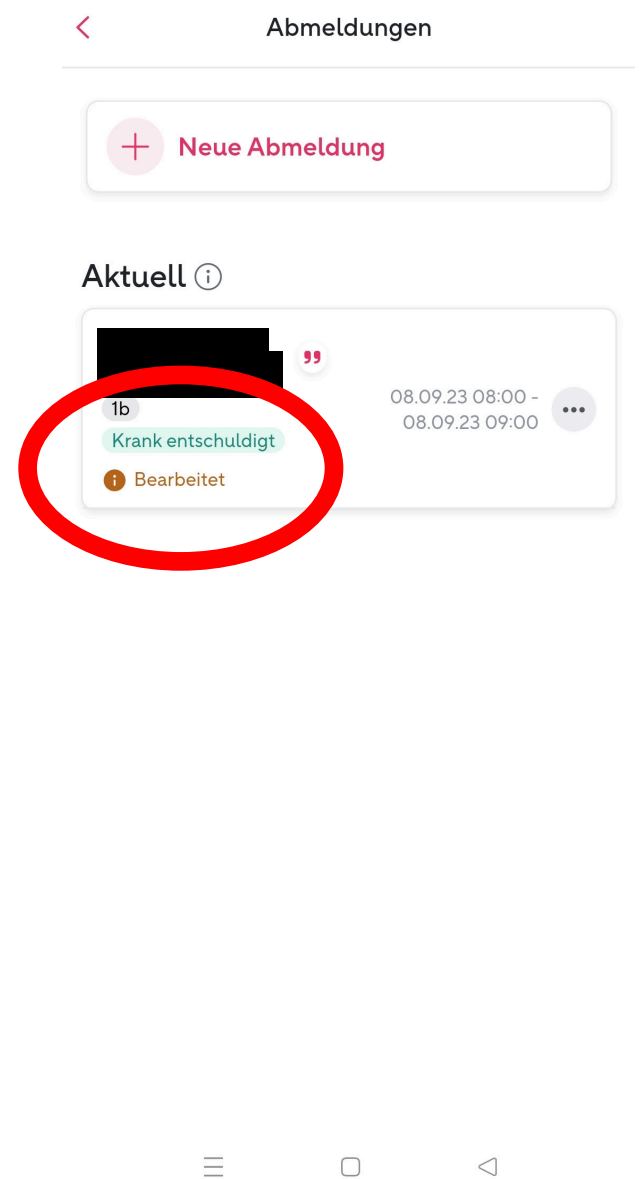 Abmeldungen
Neue Abmeldung
Aktuell
1b
08.09.23 08:00 -
08.09.23 09:00
Krank entschuldigt
Bearbeitet